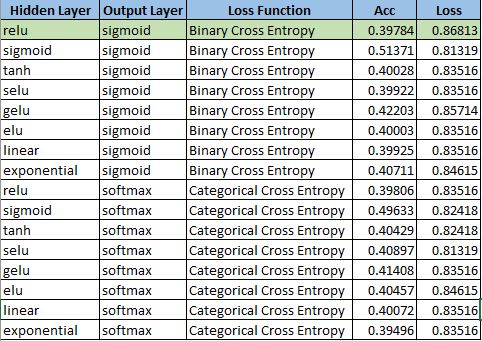 Hidden Layer Output Layer Loss Function Acc Loss
relu sigmoid Binary Cross Entropy 0.39784 0.86813
sigmoid sigmoid Binary Cross Entropy 0.51371 0.81319
tanh sigmoid Binary Cross Entropy 0.40028 0.83516
selu sigmoid Binary Cross Entropy 0.39922 0.83516
gelu sigmoid Binary Cross Entropy 0.42203 0.85714
elu sigmoid Binary Cross Entropy 0.40003 0.83516
linear sigmoid Binary Cross Entropy 0.39925 0.83516
exponential sigmoid Binary Cross Entropy 0.40711 0.84615
relu softmax Categorical Cross Entropy 0.39806 0.83516
sigmoid softmax Categorical Cross Entropy 0.49633 0.82418
tanh softmax Categorical Cross Entropy 0.40429 0.82418
selu softmax Categorical Cross Entropy 0.40897 0.81319
gelu softmax Categorical Cross Entropy 0.41408 0.83516
elu softmax Categorical Cross Entropy 0.40457 0.84615
linear softmax Categorical Cross Entropy 0.40072 0.83516
exponential softmax Categorical Cross Entropy 0.39496 0.83516